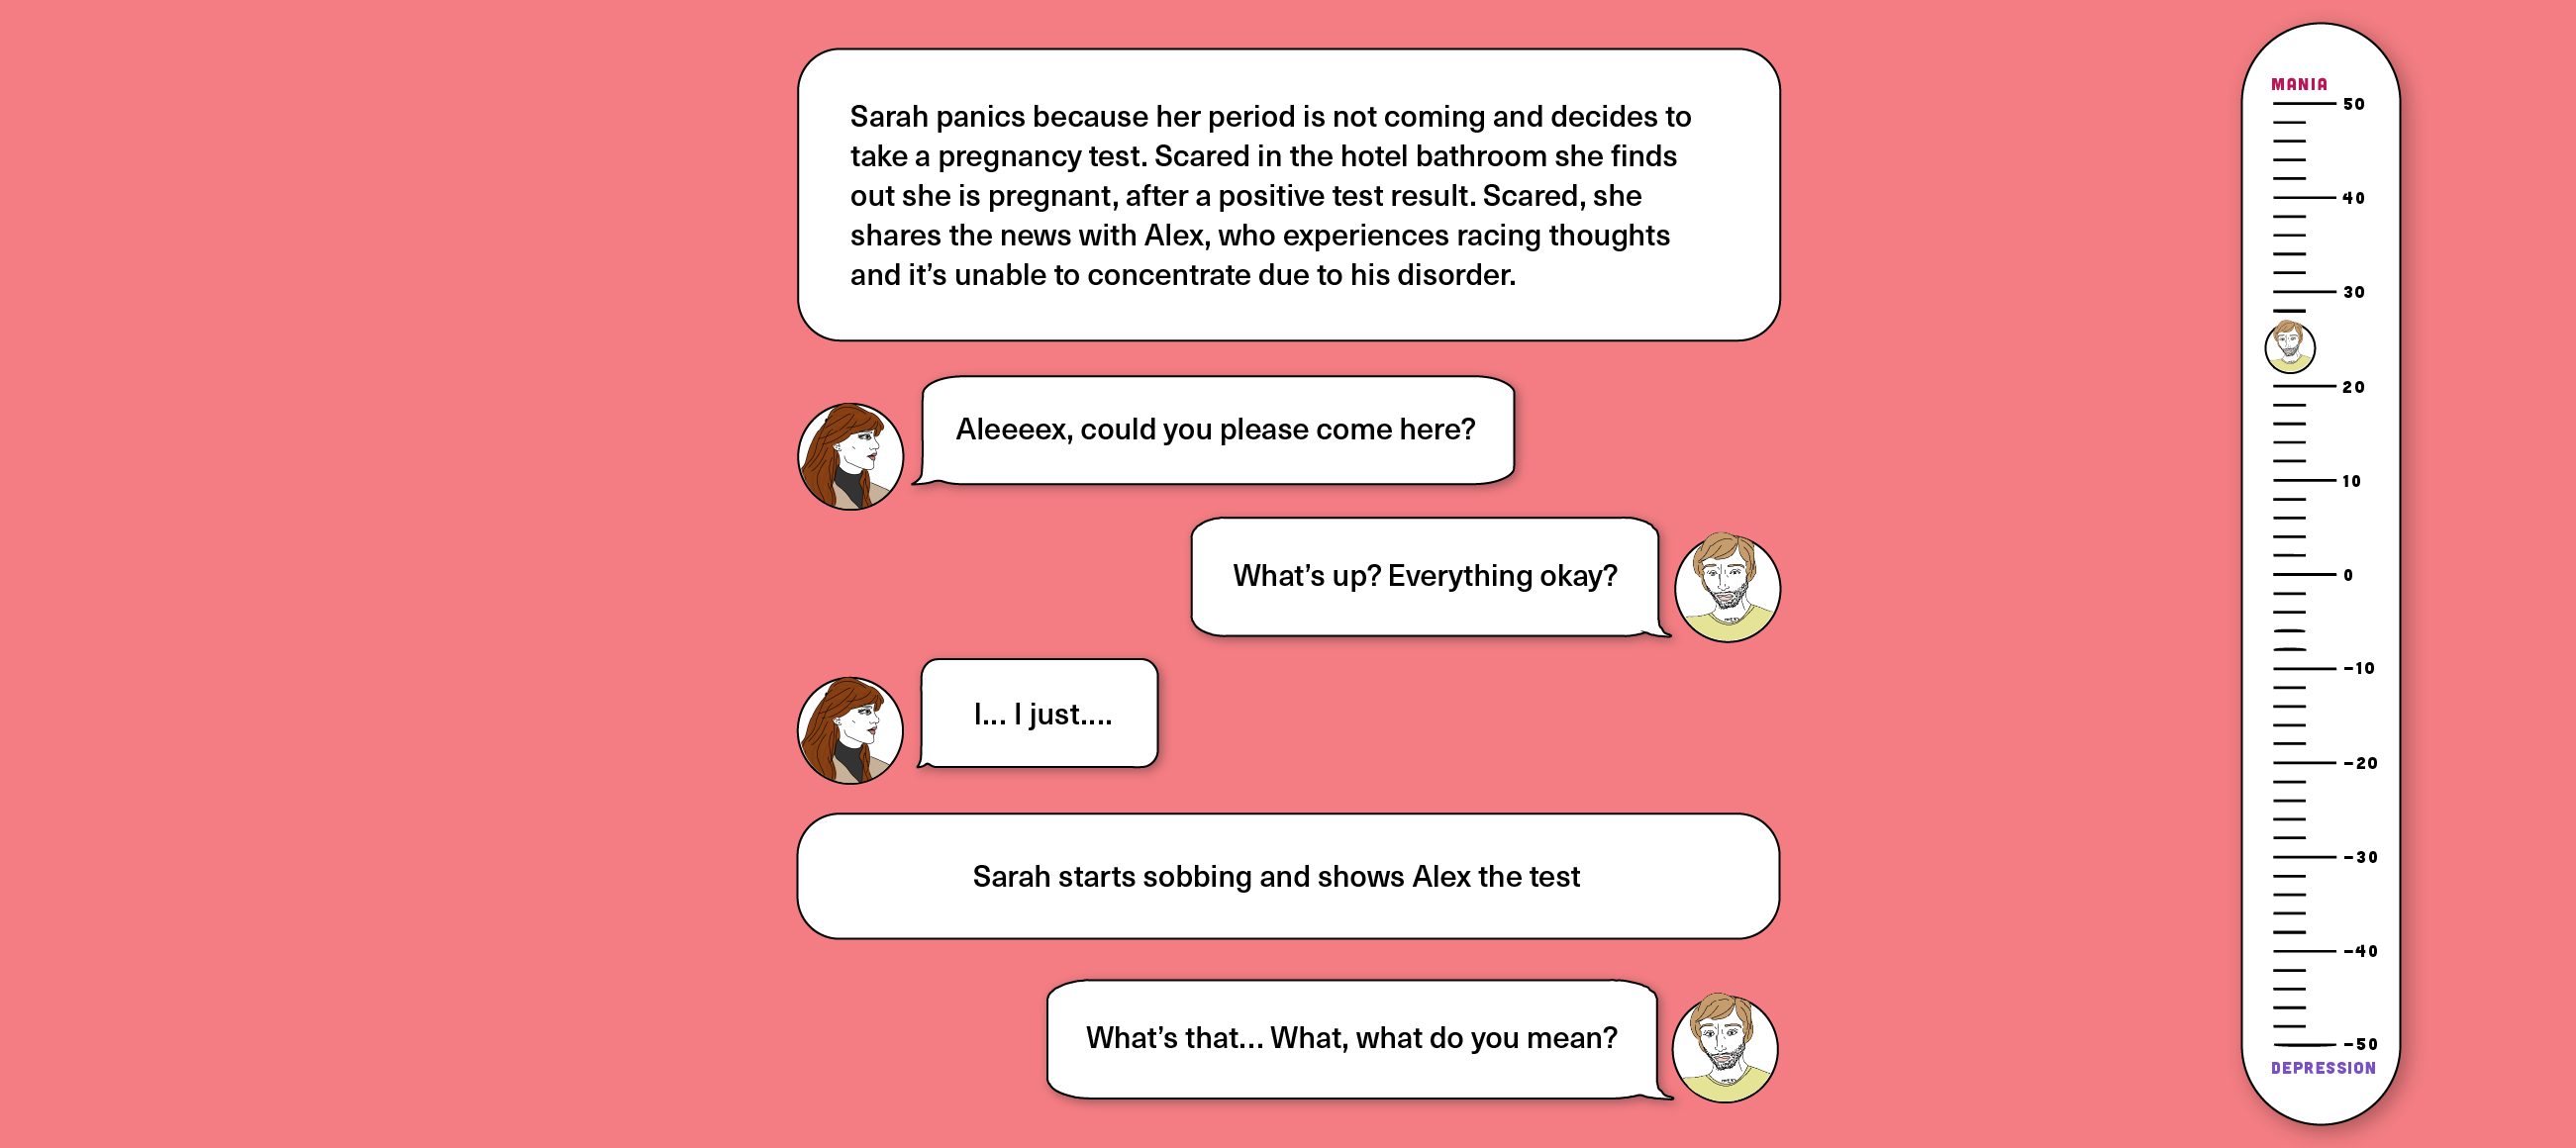 Sarah panics because her period is not coming and decides to
take a pregnancy test. Scared in the hotel bathroom she finds
out she is pregnant, after a positive test result. Scared, she
shares the news with Alex, who experiences racing thoughts
and it’s unable to concentrate due to his disorder.
Aleeeex, could you please come here?
What’s up? Everything okay?
I... I just....
Sarah starts sobbing and shows Alex the test
What’s that... What, what do you mean?
MANIA
50
40
30
20
10
0
-10
-20
-30
-40
-50
DEPRESSION